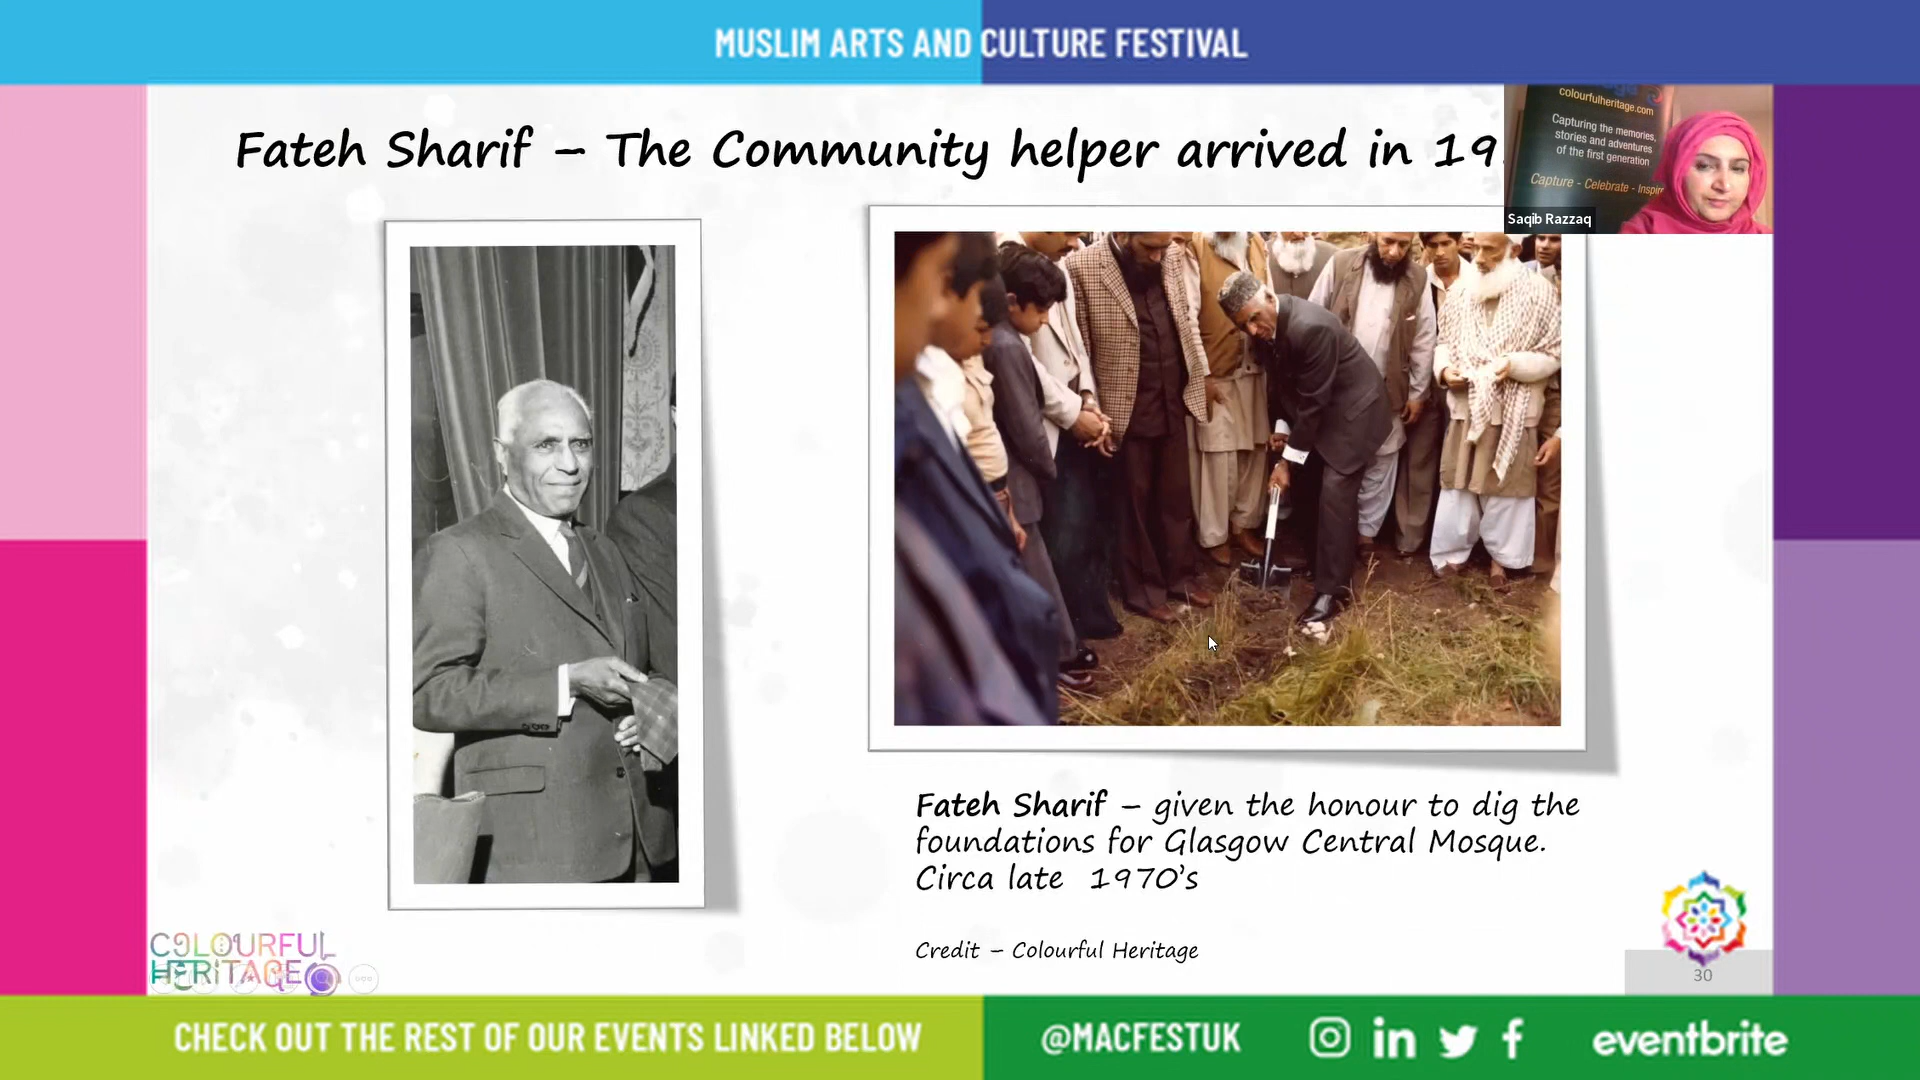 MUSLIM ARTS AND CULTURE FESTIVAL
Fateh Sharif – The Community helper arrived in
colourfulheritage.com
Capturing the memories,
stories and adventures
of the first generation
Capture - Celebrate - Inspire
Saqib Razzaq
Fateh Sharif – given the honour to dig the
foundations for Glasgow Central Mosque.
Circa late 1970's
Credit – Colourful Heritage
COLOURFUL
HERITAGE
30
CHECK OUT THE REST OF OUR EVENTS LINKED BELOW
@MACFESTUK
eventbrite